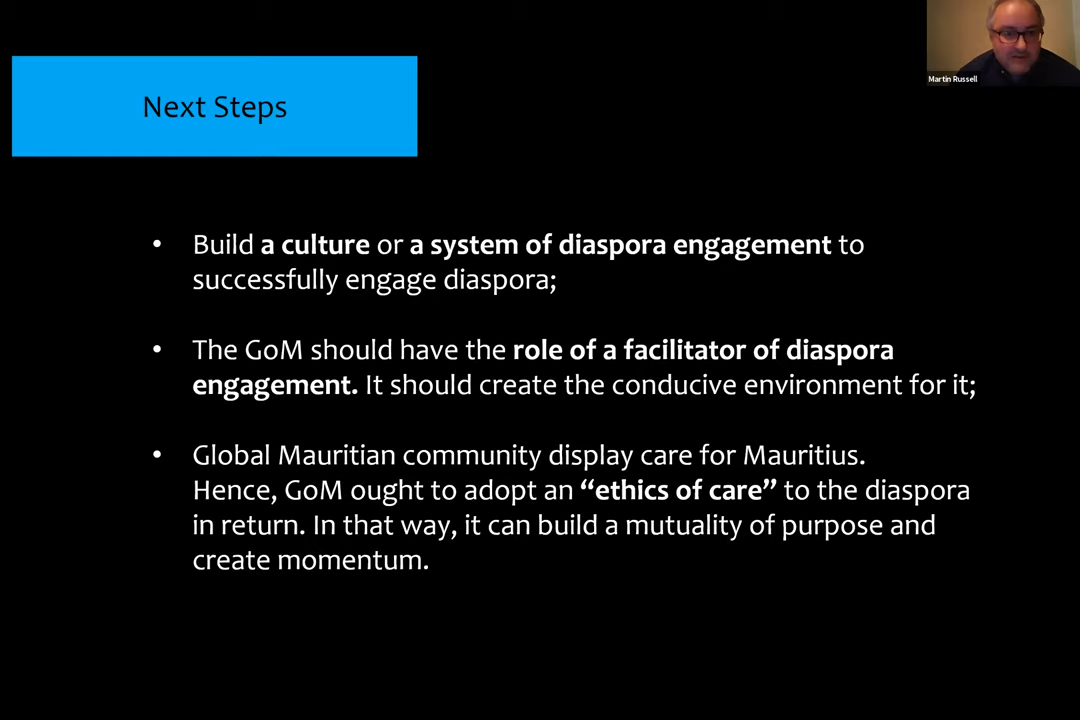 Martin Russell
Next Steps
• Build a culture or a system of diaspora engagement to
successfully engage diaspora;
• The GoM should have the role of a facilitator of diaspora
engagement. It should create the conducive environment for it;
• Global Mauritian community display care for Mauritius.
Hence, GoM ought to adopt an “ethics of care” to the diaspora
in return. In that way, it can build a mutuality of purpose and
create momentum.